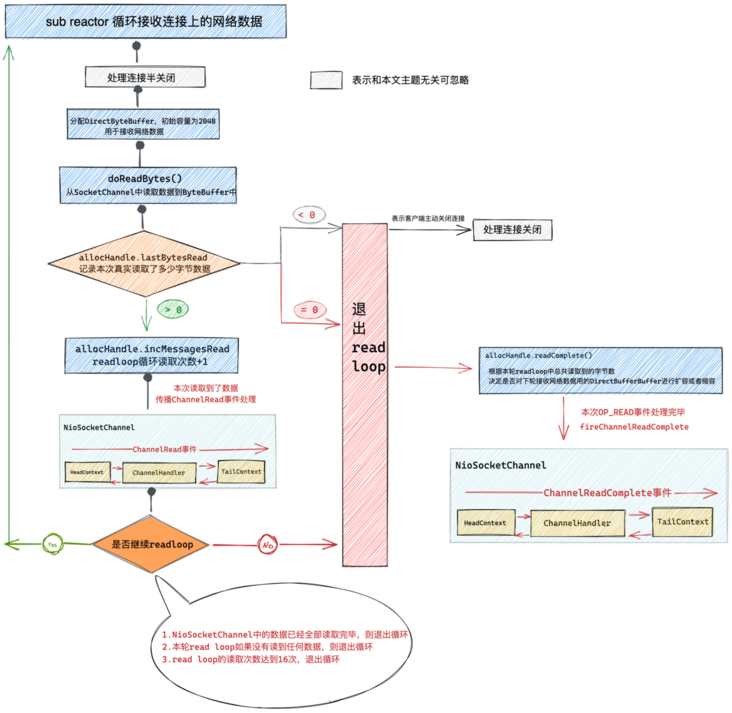 sub reactor 循环接收连接上的网络数据
处理连接半关闭
表示和本文主题无关可忽略
分配DirectByteBuffer，初始容量为2048
用于接收网络数据
doReadBytes()
从SocketChannel中读取数据到ByteBuffer中
< 0
表示客户端主动关闭连接
处理连接关闭
allocHandle.lastBytesRead
记录本次真实读取了多少字节数据
= 0
> 0
退
出
read
loop
allocHandle.incMessagesRead
readloop循环读取次数+1
allocHandle.readComplete()
根据本轮readloop中总共读取到的字节数
决定是否对下轮接收网络数据用的DirectBufferBuffer进行扩容或者缩容
本次读取到了数据
传播ChannelRead事件处理
本次OP_READ事件处理完毕
fireChannelReadComplete
NioSocketChannel
ChannelRead事件
HeadContext
ChannelHandler
TailContext
NioSocketChannel
ChannelReadComplete事件
HeadContext
ChannelHandler
TailContext
Yes
是否继续readloop
No
1.NioSocketChannel中的数据已经全部读取完毕，则退出循环
2.本轮read loop如果没有读到任何数据，则退出循环
3.read loop的读取次数达到16次，退出循环